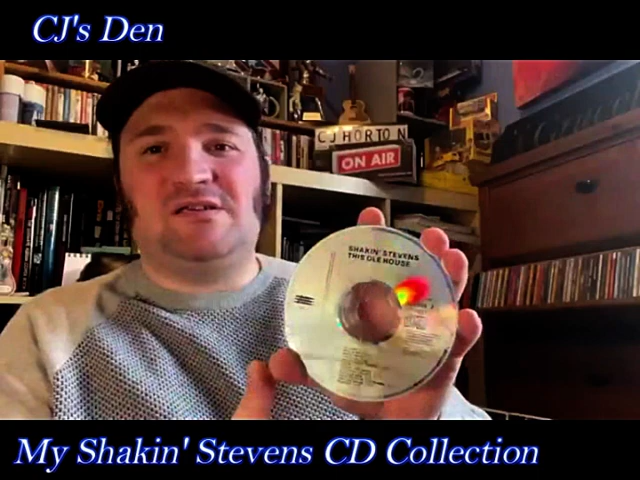 CJ's Den
CJ HORTON
ON AIR
SHAKIN' STEVENS
THIS OLE HOUSE
My Shakin' Stevens CD Collection